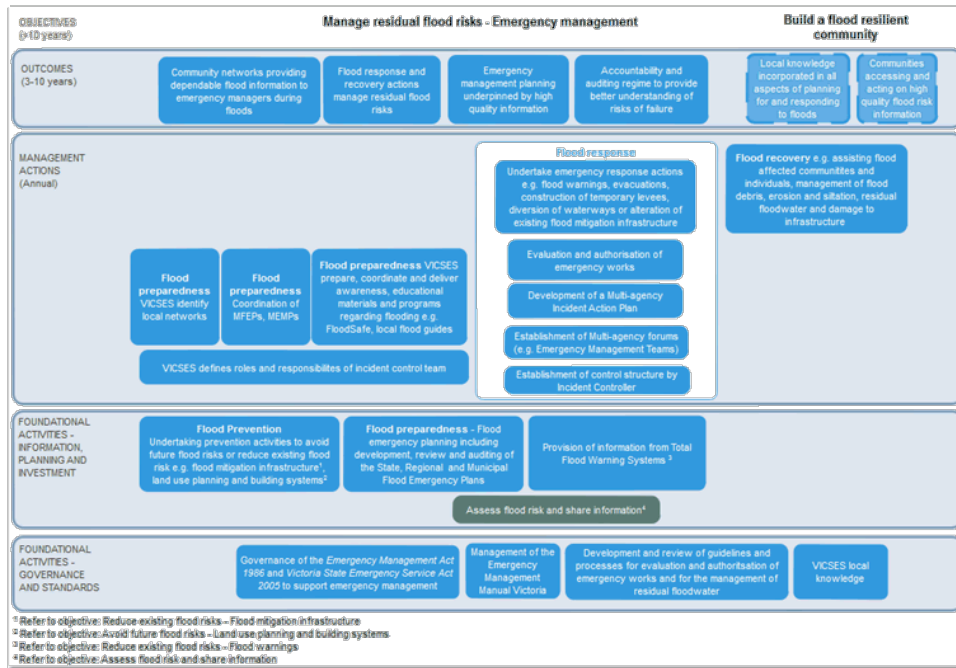 OBJECTIVES
(>10 years)
Manage residual flood risks - Emergency management
Build a flood resilient
community
OUTCOMES
(3-10 years)
Community networks providing
dependable flood information to
emergency managers during
floods
Flood response and
recovery actions
manage residual flood
risks
Emergency
management planning
underpinned by high
quality information
Accountability and
auditing regime to provide
better understanding of
risks of failure
Local knowledge
incorporated in all
aspects of planning
for and responding
to floods
Communities
accessing and
acting on high
quality flood risk
information
MANAGEMENT
ACTIONS
(Annual)
Flood
preparedness
VICSES identify
local networks
Flood
preparedness
Coordination of
MFEPs, MEMPs
Flood preparedness VICSES
prepare, coordinate and deliver
awareness, educational
materials and programs
regarding flooding e.g.
FloodSafe, local flood guides
VICSES defines roles and responsibilites of incident control team
Flood response
Undertake emergency response actions
e.g. flood warnings, evacuations,
construction of temporary levees,
diversion of waterways or alteration of
existing flood mitigation infrastructure
Evaluation and authorisation of
emergency works
Development of a Multi-agency
Incident Action Plan
Establishment of Multi-agency forums
(e.g. Emergency Management Teams)
Establishment of control structure by
Incident Controller
Flood recovery e.g. assisting flood
affected communitites and
individuals, management of flood
debris, erosion and siltation, residual
floodwater and damage to
infrastructure
FOUNDATIONAL
ACTIVITIES -
INFORMATION,
PLANNING AND
INVESTMENT
Flood Prevention
Undertaking prevention activities to avoid
future flood risks or reduce existing flood
risk e.g. flood mitigation infrastructure¹,
land use planning and building systems²
Flood preparedness - Flood
emergency planning including
development, review and auditing
of the State, Regional and Municipal
Flood Emergency Plans
Provision of information from Total
Flood Warning Systems ³
Assess flood risk and share information⁴
FOUNDATIONAL
ACTIVITIES -
GOVERNANCE
AND STANDARDS
Governance of the Emergency Management Act
1986 and Victoria State Emergency Service Act
2005 to support emergency management
Management of the
Emergency
Management
Manual Victoria
Development and review of guidelines and
processes for evaluation and authoritsation of
emergency works and for the management of
residual floodwater
VICSES local
knowledge
¹ Refer to objective: Reduce existing flood risks - Flood mitigation infrastructure
² Refer to objective: Avoid future flood risks - Land use planning and building systems
³ Refer to objective: Reduce existing flood risks - Flood warnings
⁴ Refer to objective: Assess flood risk and share information